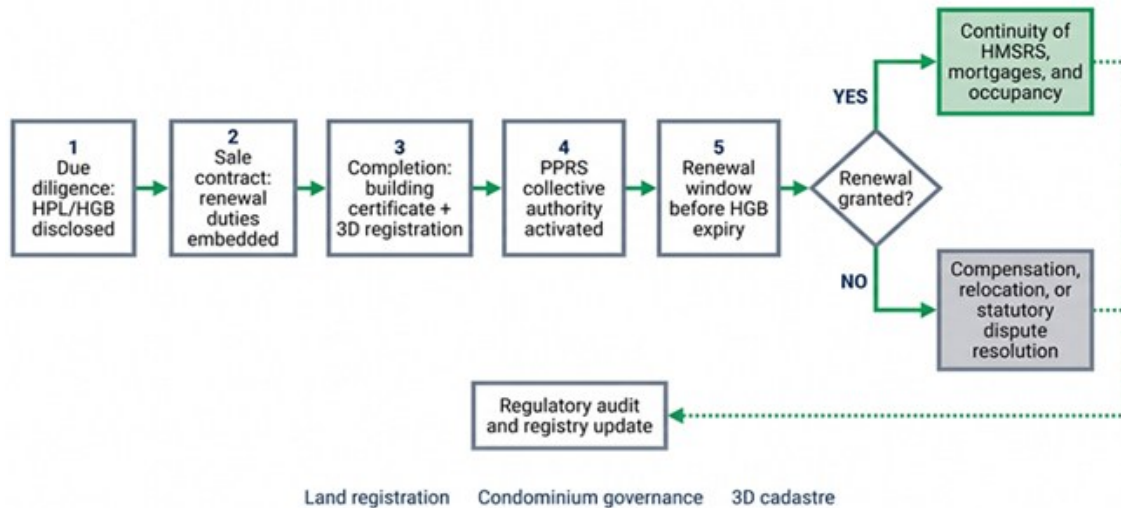 1
Due
diligence:
HPL/HGB
disclosed
2
Sale
contract:
renewal
duties
embedded
3
Completion:
building
certificate +
3D registration
4
PPRS
collective
authority
activated
5
Renewal
window
before HGB
expiry
Renewal
granted?
YES
Continuity of
HMSRS,
mortgages, and
occupancy
NO
Compensation,
relocation, or
statutory
dispute
resolution
Regulatory audit
and registry update
Land registration Condominium governance 3D cadastre